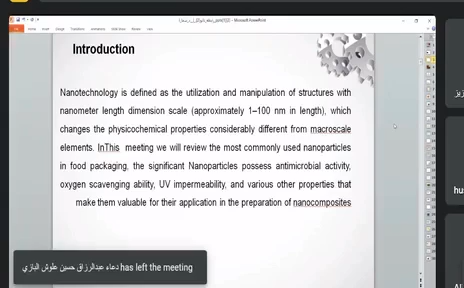 Microsoft PowerPoint
Introduction
Nanotechnology is defined as the utilization and manipulation of structures with
nanometer length dimension scale (approximately 1–100 nm in length), which
changes the physicochemical properties considerably different from macroscale
elements. InThis meeting we will review the most commonly used nanoparticles
in food packaging, the significant Nanoparticles possess antimicrobial activity,
oxygen scavenging ability, UV impermeability, and various other properties that
make them valuable for their application in the preparation of nanocomposites
دعاء عبدالرزاق حسين علوش البازي has left the meeting